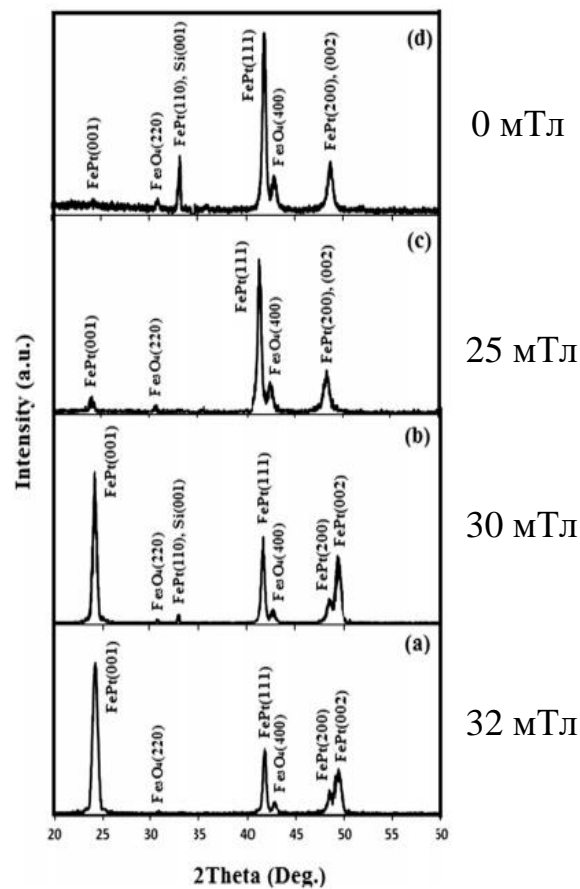 (d)
FePt(001)
Fe₃O₄(220)
FePt(110), Si(001)
FePt(111)
Fe₃O₄(400)
FePt(200), (002)
0 мТл
(c)
FePt(001)
Fe₃O₄(220)
FePt(111)
Fe₃O₄(400)
FePt(200), (002)
25 мТл
Intensity (a.u.)
(b)
FePt(001)
Fe₃O₄(220)
FePt(110), Si(001)
FePt(111)
Fe₃O₄(400)
FePt(200)
FePt(002)
30 мТл
(a)
FePt(001)
Fe₃O₄(220)
FePt(111)
Fe₃O₄(400)
FePt(200)
FePt(002)
32 мТл
20 25 30 35 40 45 50 55 60
2Theta (Deg.)